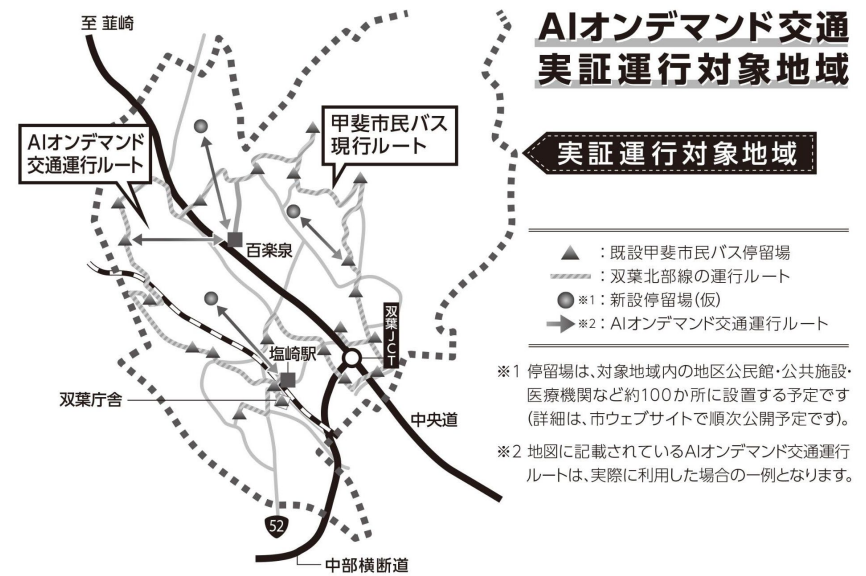 AIオンデマンド交通
実証運行対象地域
実証運行対象地域
至 韮崎
AIオンデマンド
交通運行ルート
甲斐市民バス
現行ルート
百楽泉
双葉JCT
塩崎駅
双葉庁舎
中央道
52
中部横断道
▲：既設甲斐市民バス停留場
：双葉北部線の運行ルート
●※1：新設停留場(仮)
➡※2：AIオンデマンド交通運行ルート
※1 停留場は、対象地域内の地区公民館・公共施設・
医療機関など約100か所に設置する予定です
(詳細は、市ウェブサイトで順次公開予定です)。
※2 地図に記載されているAIオンデマンド交通運行
ルートは、実際に利用した場合の一例となります。